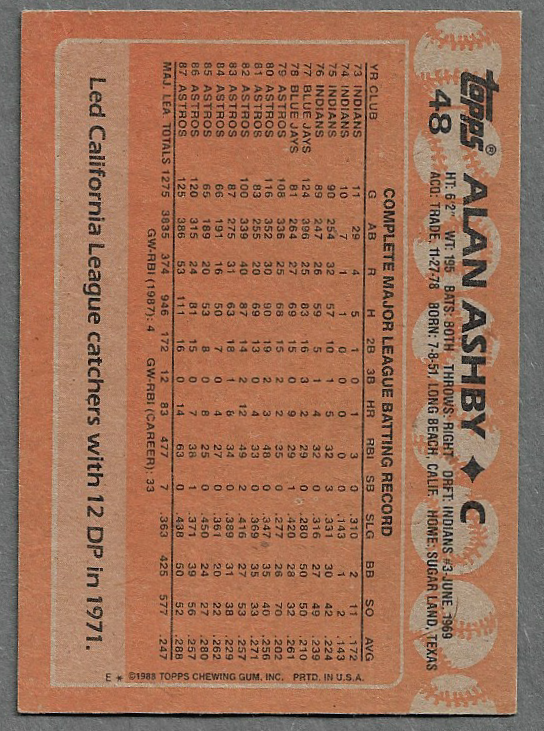 topps® ALAN ASHBY ♦ C
48 HT: 6'2" WT: 195 BATS: BOTH THROWS: RIGHT DRFT: INDIANS #3-JUNE, 1969
ACQ: TRADE, 11-27-78 BORN: 7-8-51, LONG BEACH, CALIF. HOME: SUGAR LAND, TEXAS
COMPLETE MAJOR LEAGUE BATTING RECORD
YR CLUB G AB R H 2B 3B HR RBI SB SLG BB SO AVG
73 INDIANS 11 29 4 5 1 0 1 3 0 .310 2 11 .172
74 INDIANS 10 7 1 1 0 0 0 0 0 .143 1 2 .143
75 INDIANS 90 254 32 57 10 1 5 32 3 .331 30 42 .224
76 INDIANS 89 247 26 59 5 1 4 32 0 .316 27 49 .239
77 BLUE JAYS 124 396 25 83 16 3 2 29 0 .280 50 51 .210
78 BLUE JAYS 81 264 27 69 15 0 9 29 1 .420 28 32 .261
79 ASTROS 108 336 25 68 15 2 2 35 0 .277 26 70 .202
80 ASTROS 116 352 30 90 19 2 3 48 0 .347 35 40 .256
81 ASTROS 83 255 20 69 13 0 4 33 0 .369 35 33 .271
82 ASTROS 100 339 40 87 14 2 12 49 2 .416 27 53 .257
83 ASTROS 87 275 31 63 18 1 8 34 0 .389 31 38 .229
84 ASTROS 66 191 16 50 7 0 4 27 0 .361 20 22 .262
85 ASTROS 65 189 20 53 8 0 8 25 0 .450 24 27 .280
86 ASTROS 120 315 24 81 15 0 7 38 1 .371 39 56 .257
87 ASTROS 125 386 53 111 16 0 14 63 0 .438 50 52 .288
MAJ. LEA. TOTALS 1275 3835 374 946 172 12 83 477 7 .363 425 577 .247
GW-RBI (1987): 4 GW-RBI (CAREER): 33
E * ©1988 TOPPS CHEWING GUM, INC. PRTD. IN U.S.A.
Led California League catchers with 12 DP in 1971.